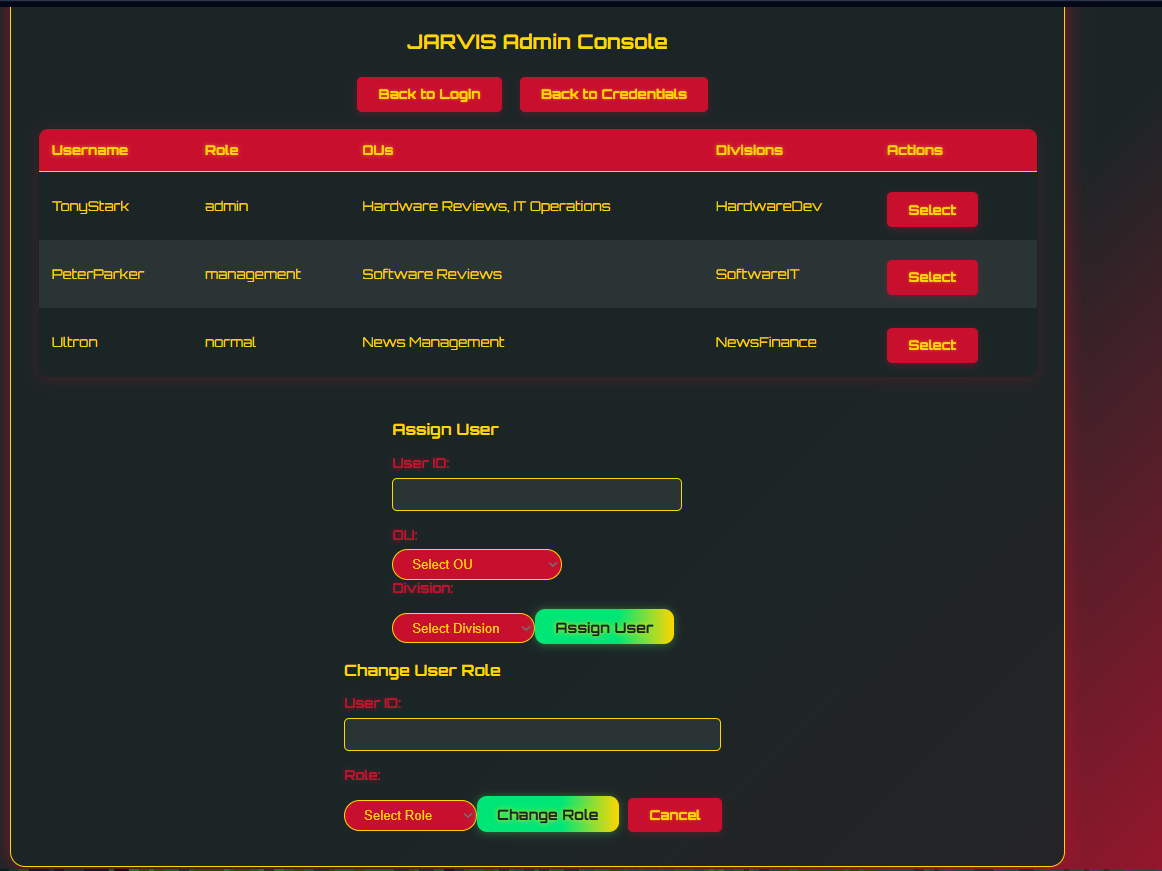 JARVIS Admin Console
Back to Login Back to Credentials
Username Role OUs Divisions Actions
TonyStark admin Hardware Reviews, IT Operations HardwareDev Select
PeterParker management Software Reviews SoftwareIT Select
Ultron normal News Management NewsFinance Select
Assign User
User ID:
OU:
Select OU
Division:
Select Division Assign User
Change User Role
User ID:
Role:
Select Role Change Role Cancel